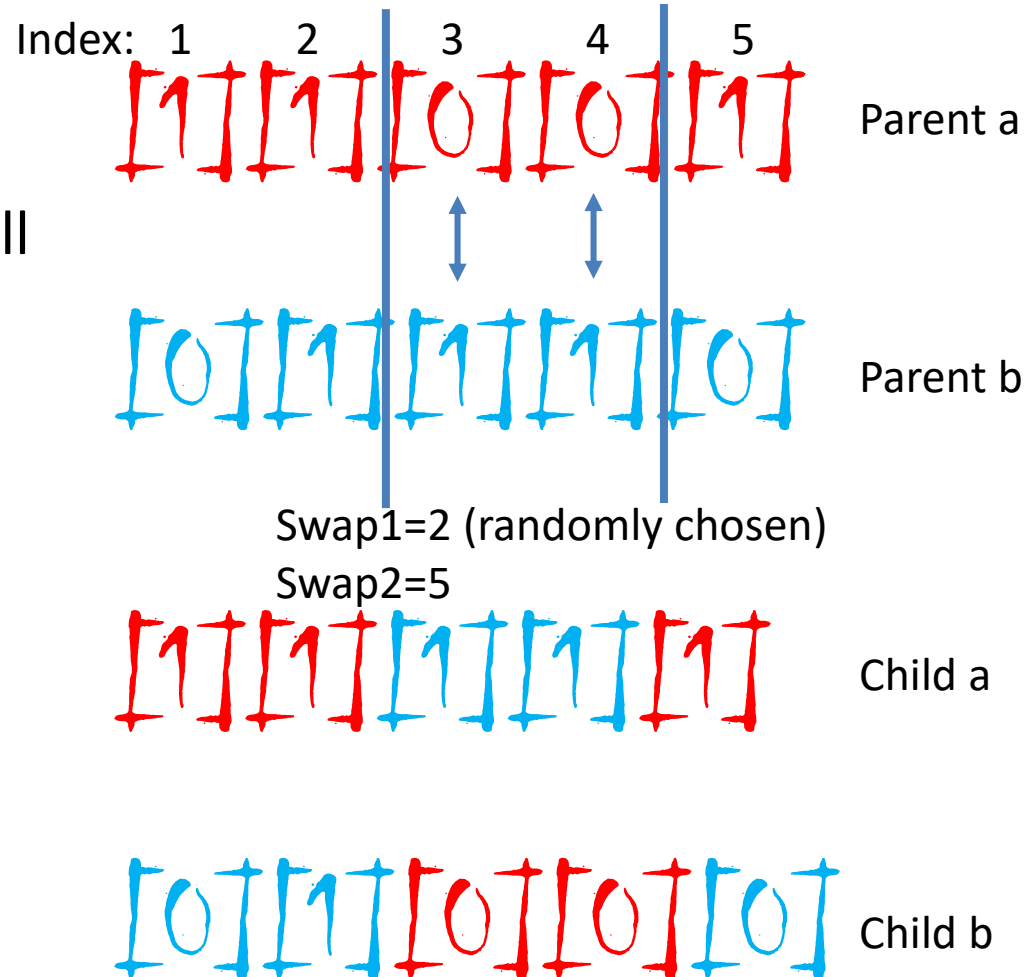 Index: 1 2 3 4 5
[1] [1] [0] [0] [1] Parent a
ll
[0] [1] [1] [1] [0] Parent b
Swap1=2 (randomly chosen)
Swap2=5
[1] [1] [1] [1] [1] Child a
[0] [1] [0] [0] [0] Child b